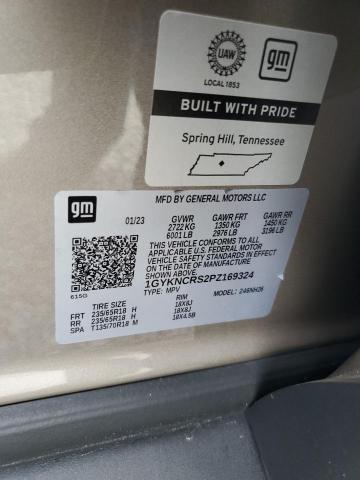 UAW
gm
LOCAL 1853
BUILT WITH PRIDE
Spring Hill, Tennessee
gm
MFD BY GENERAL MOTORS LLC
01/23 GVWR GAWR FRT GAWR RR
2722 KG 1350 KG 1450 KG
6001 LB 2976 LB 3196 LB
THIS VEHICLE CONFORMS TO ALL
APPLICABLE U.S. FEDERAL MOTOR
VEHICLE SAFETY STANDARDS IN EFFECT
ON THE DATE OF MANUFACTURE
SHOWN ABOVE.
615G
1GYKNCRS2PZ169324
TYPE: MPV MODEL: 246NH26
TIRE SIZE RIM
FRT 235/65R18 H 18X8J
RR 235/65R18 H 18X8J
SPA T135/70R18 M 18X4.5B